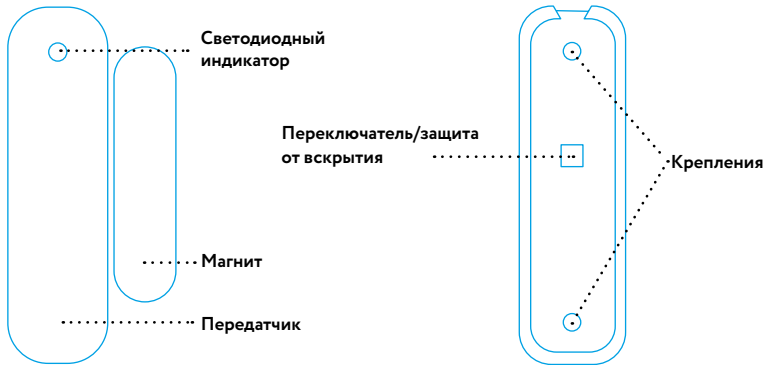 Светодиодный
индикатор
Магнит
Передатчик
Переключатель/защита
от вскрытия
Крепления